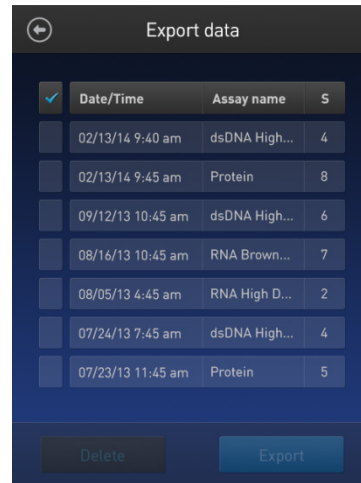 Export data
Date/Time Assay name S
02/13/14 9:40 am dsDNA High... 4
02/13/14 9:45 am Protein 8
09/12/13 10:45 am dsDNA High... 6
08/16/13 10:45 am RNA Brown... 7
08/05/13 4:45 am RNA High D... 2
07/24/13 7:45 am dsDNA High... 4
07/23/13 11:45 am Protein 5
Delete Export